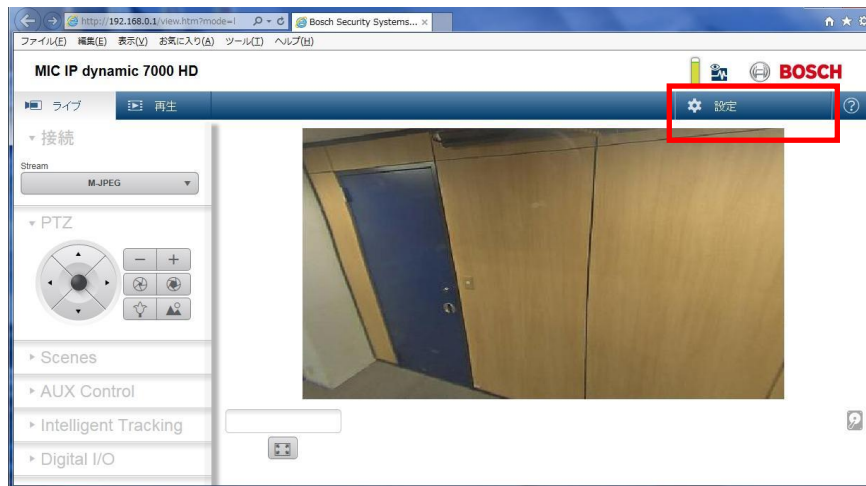 http://192.168.0.1/view.htm?mode=l
Bosch Security Systems...
ファイル(F) 編集(E) 表示(V) お気に入り(A) ツール(T) ヘルプ(H)
MIC IP dynamic 7000 HD
BOSCH
ライブ
再生
設定
?
接続
Stream
M-JPEG
PTZ
Scenes
AUX Control
Intelligent Tracking
Digital I/O